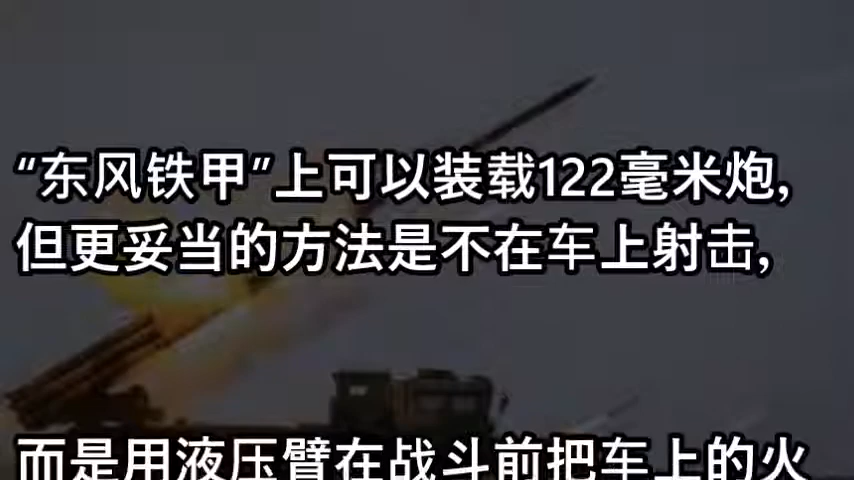 “东风铁甲”上可以装载122毫米炮,
但更妥当的方法是不在车上射击,
而是用液压臂在战斗前把车上的火